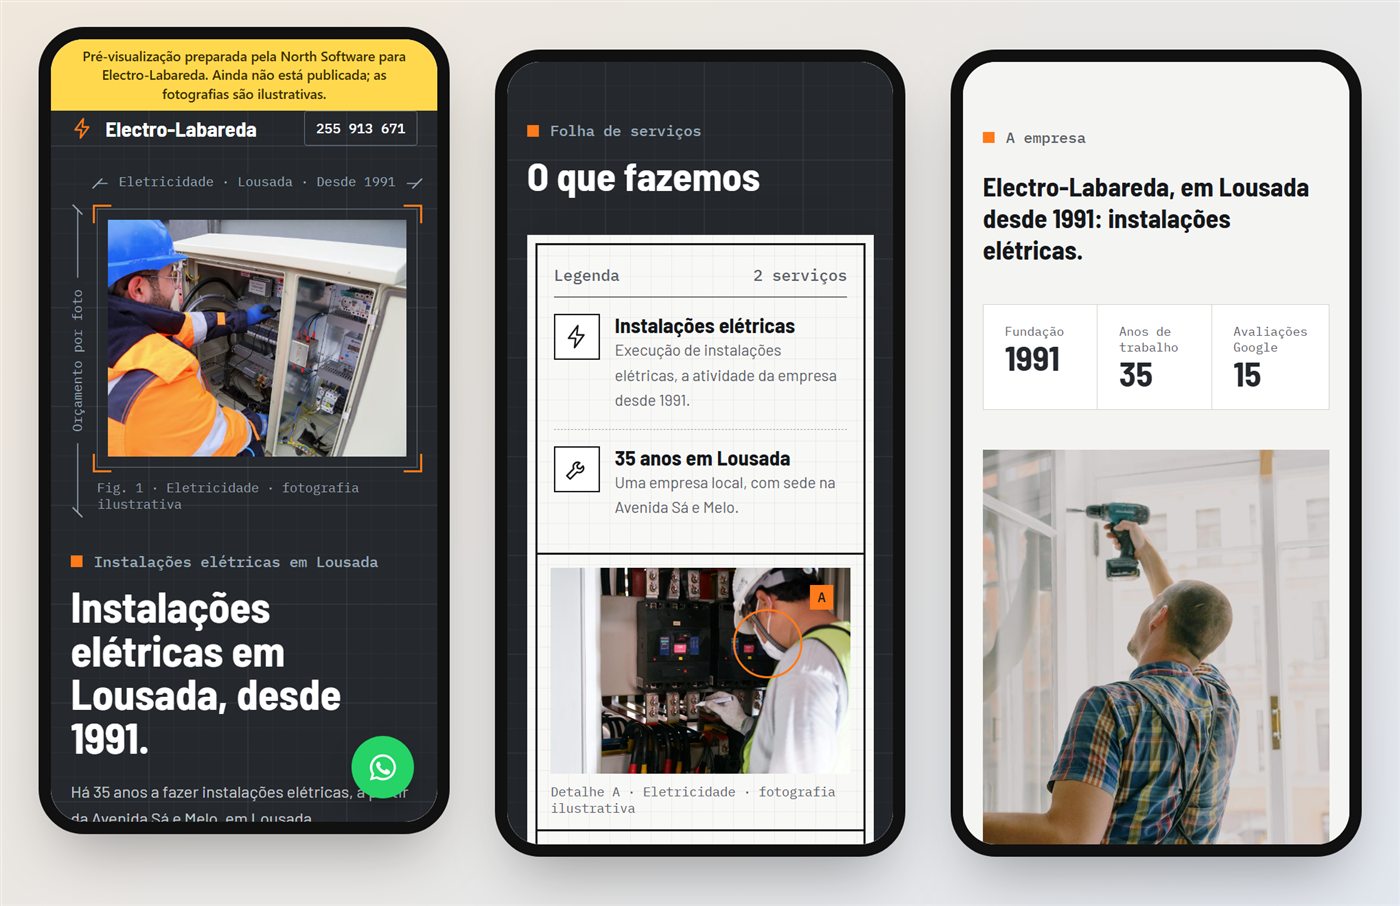 Pré-visualização preparada pela North Software para
Electro-Labareda. Ainda não está publicada; as
fotografias são ilustrativas.
Electro-Labareda
255 913 671
Eletricidade · Lousada · Desde 1991
Orçamento por foto
Fig. 1 · Eletricidade · fotografia
ilustrativa
Instalações elétricas em Lousada
Instalações
elétricas em
Lousada, desde
1991.
Há 35 anos a fazer instalações elétricas, a
da Avenida Sá e Melo, em Lousada
Folha de serviços
O que fazemos
Legenda
2 serviços
Instalações elétricas
Execução de instalações
elétricas, a atividade da empresa
desde 1991.
35 anos em Lousada
Uma empresa local, com sede na
Avenida Sá e Melo.
A
Detalhe A · Eletricidade · fotografia
ilustrativa
A empresa
Electro-Labareda, em Lousada
desde 1991: instalações
elétricas.
Fundação
1991
Anos de
trabalho
35
Avaliações
Google
15